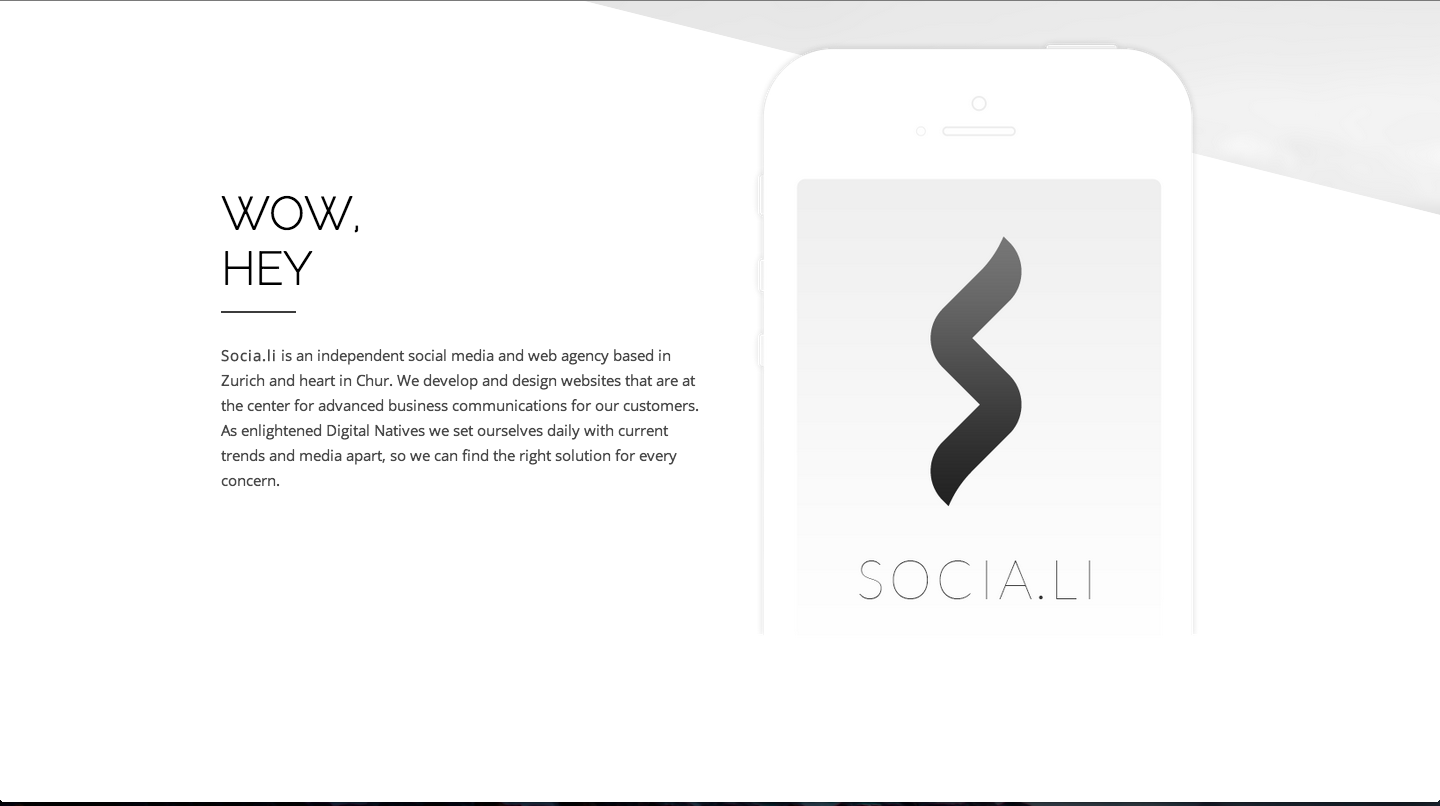 WOW,
HEY
Socia.li is an independent social media and web agency based in
Zurich and heart in Chur. We develop and design websites that are at
the center for advanced business communications for our customers.
As enlightened Digital Natives we set ourselves daily with current
trends and media apart, so we can find the right solution for every
concern.
SOCIA.LI